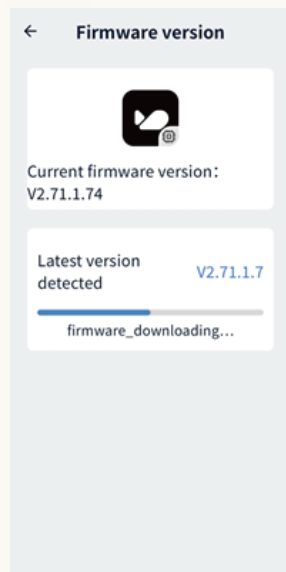 Firmware version
Current firmware version：
V2.71.1.74
Latest version
detected
V2.71.1.7
firmware_downloading...